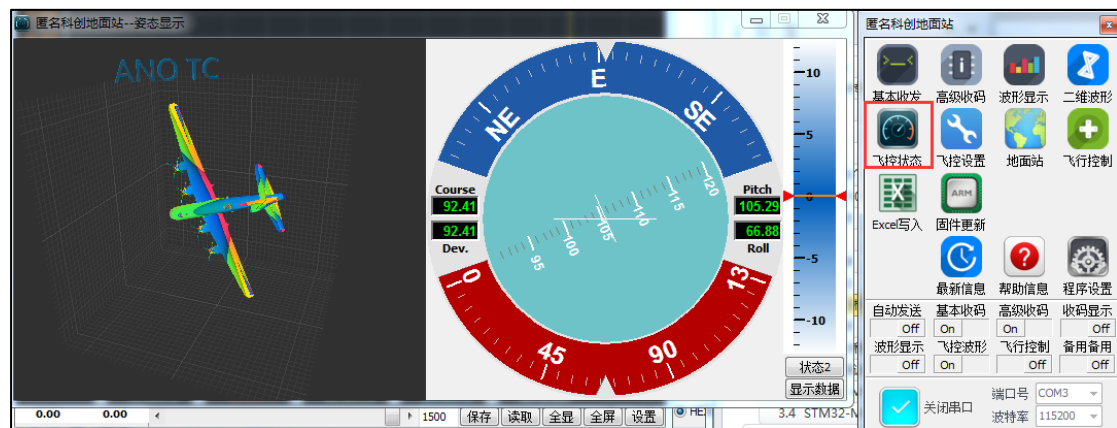 匿名科创地面站--姿态显示
ANO TC
NE
E
SE
Course
92.41
92.41
Dev.
Pitch
105.29
66.88
Roll
95
100
105
110
115
120
0
45
90
13
10
5
0
-5
-10
状态2
显示数据
0.00 0.00
1500 保存 读取 全显 全屏 设置
3.4 STM32-N
匿名科创地面站
基本收发 高级收码 波形显示 二维波形
飞控状态 飞控设置 地面站 飞行控制
X ARM
Excel写入 固件更新
最新信息 帮助信息 程序设置
自动发送 基本收码 高级收码 收码显示
Off On On Off
波形显示 飞控波形 飞行控制 备用备用
Off On Off Off
关闭串口
端口号 COM3
波特率 115200